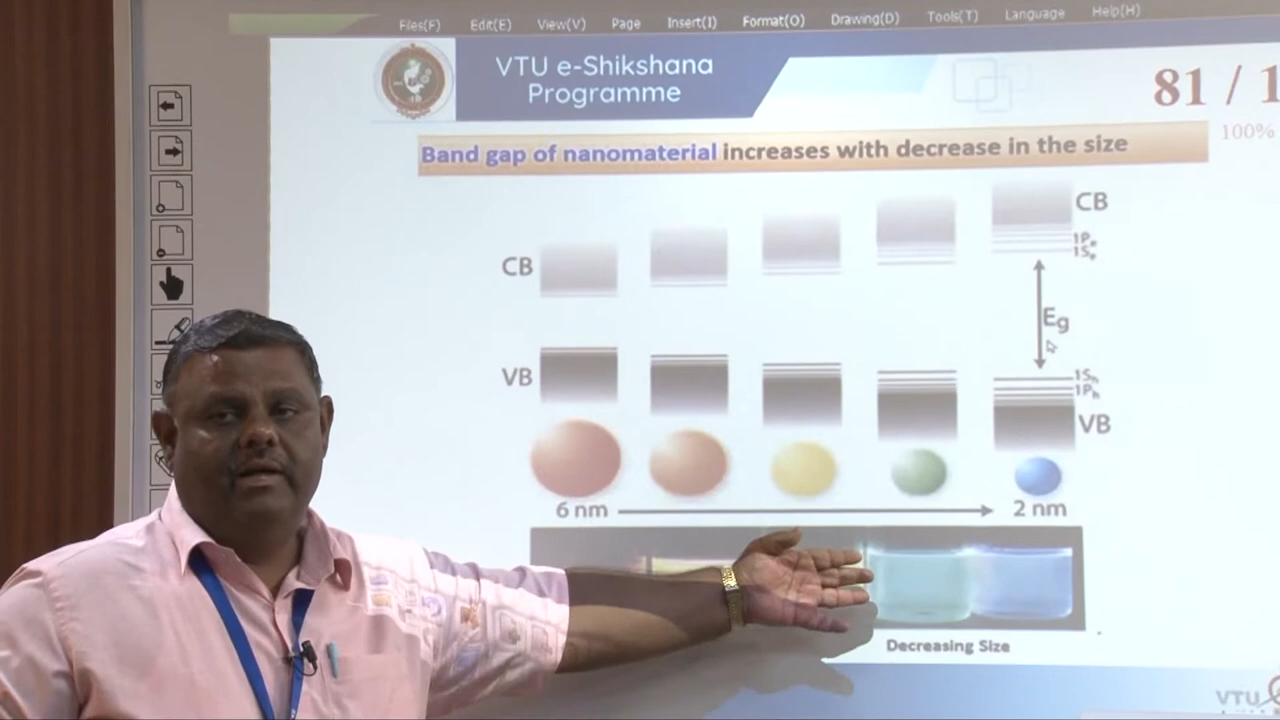 Files(F) Edit(E) View(V) Page Insert(I) Format(O) Drawing(D) Tools(T) Language Help(H)
VTU e-Shikshana
Programme
81 / 1
100%
Band gap of nanomaterial increases with decrease in the size
CB
CB
1Pe
1Se
Eg
VB
1Sh
1Ph
VB
6 nm
2 nm
Decreasing Size
VTU